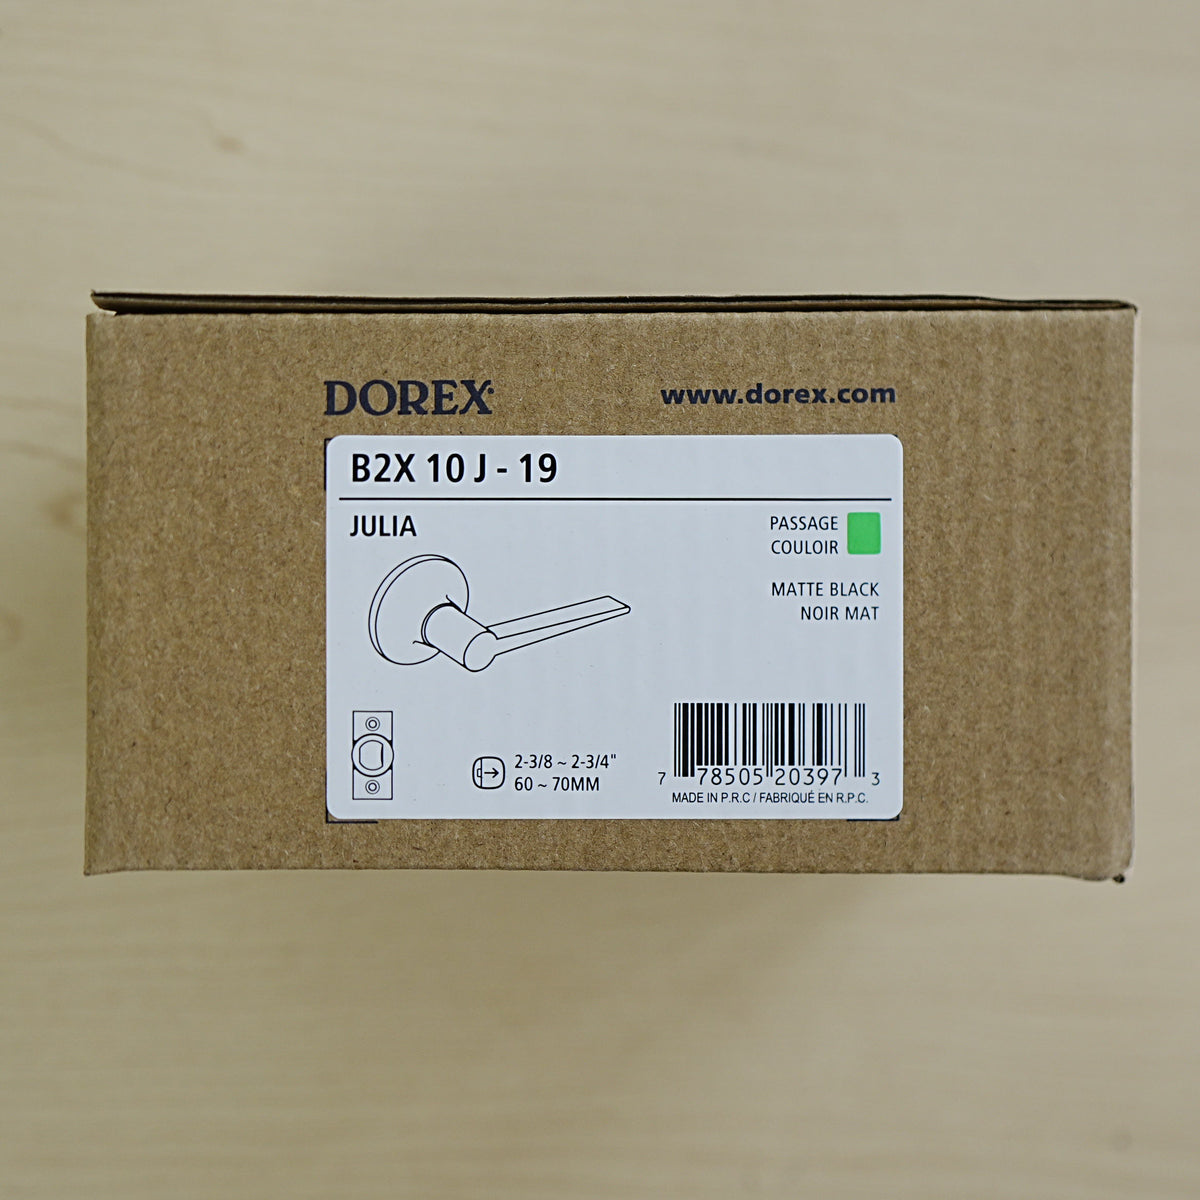 DOREX
www.dorex.com
B2X 10 J - 19
JULIA
PASSAGE
COULOIR
MATTE BLACK
NOIR MAT
2-3/8 ~ 2-3/4"
60 ~ 70MM
7 78505 20397 3
MADE IN P.R.C / FABRIQUÉ EN R.P.C.